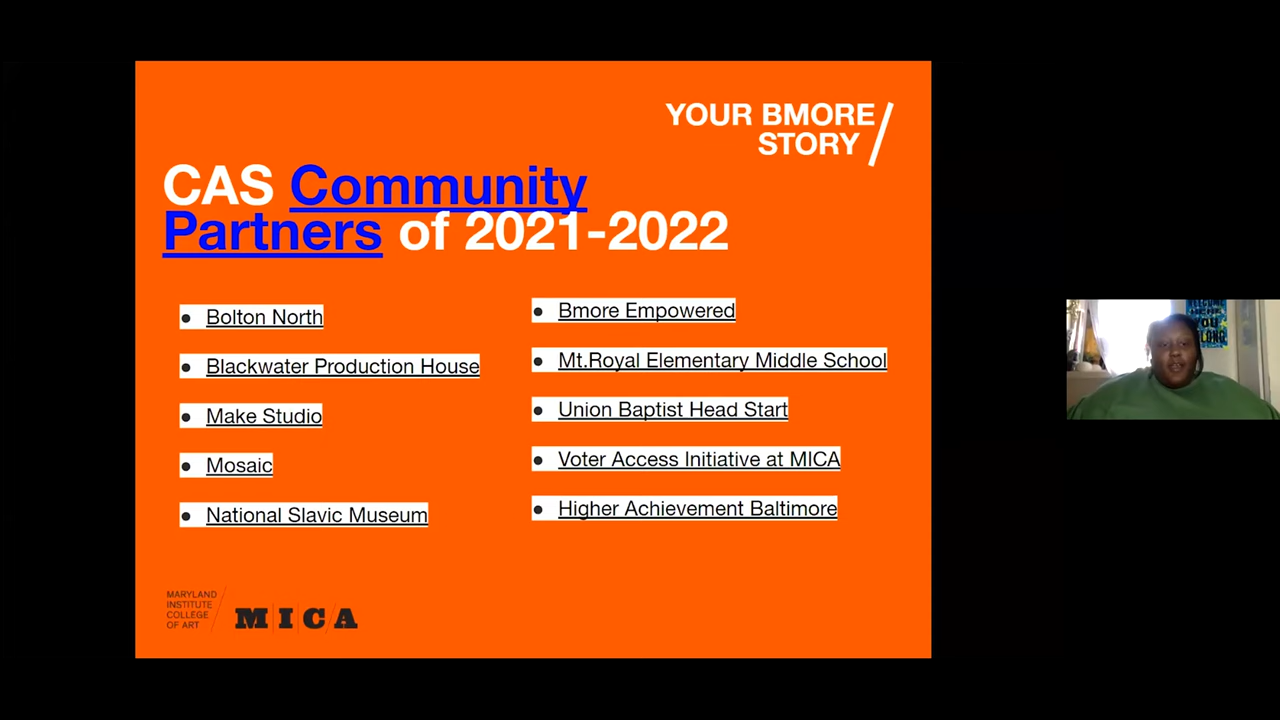 YOUR BMORE
STORY
CAS Community
Partners of 2021-2022
Bolton North
Blackwater Production House
Make Studio
Mosaic
National Slavic Museum
Bmore Empowered
Mt.Royal Elementary Middle School
Union Baptist Head Start
Voter Access Initiative at MICA
Higher Achievement Baltimore
MARYLAND
INSTITUTE
COLLEGE
OF ART
MICA
YOU